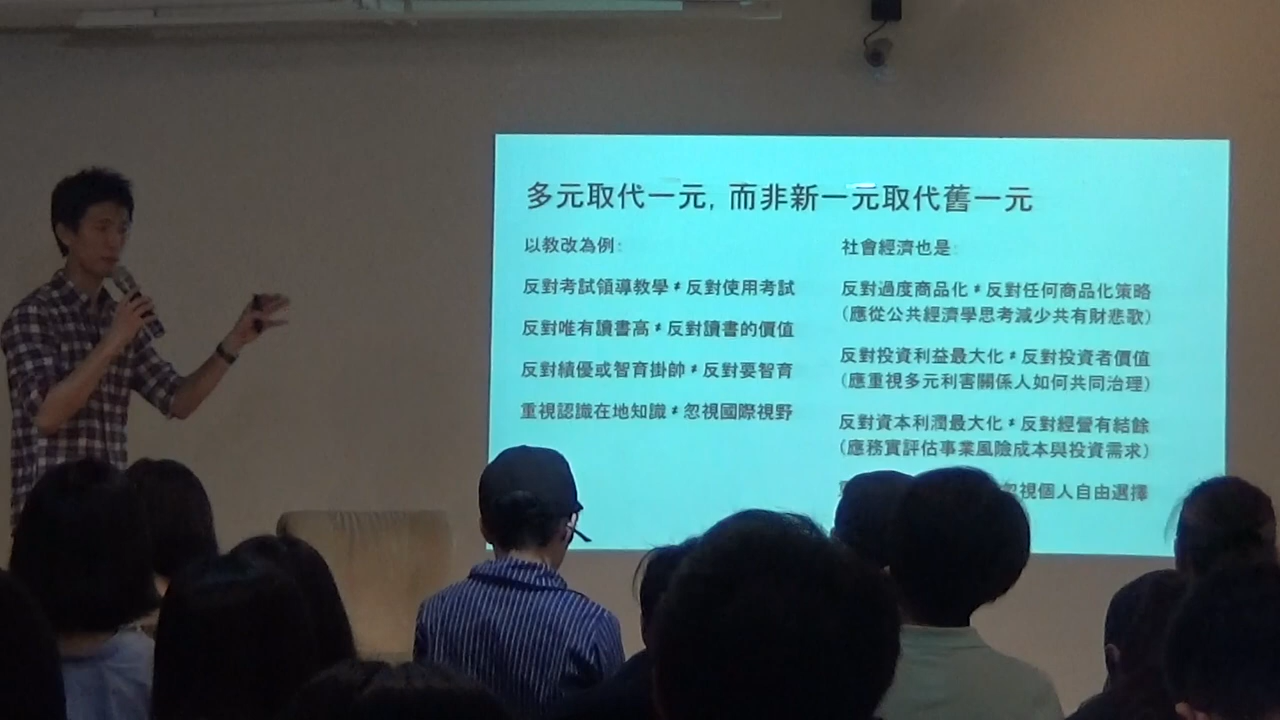 多元取代一元, 而非新一元取代舊一元
以教改為例:
反對考試領導教學 ≠ 反對使用考試
反對唯有讀書高 ≠ 反對讀書的價值
反對績優或智育掛帥 ≠ 反對要智育
重視認識在地知識 ≠ 忽視國際視野
社會經濟也是:
反對過度商品化 ≠ 反對任何商品化策略
(應從公共經濟學思考減少共有財悲歌)
反對投資利益最大化 ≠ 反對投資者價值
(應重視多元利害關係人如何共同治理)
反對資本利潤最大化 ≠ 反對經營有結餘
(應務實評估事業風險成本與投資需求)
忽視個人自由選擇